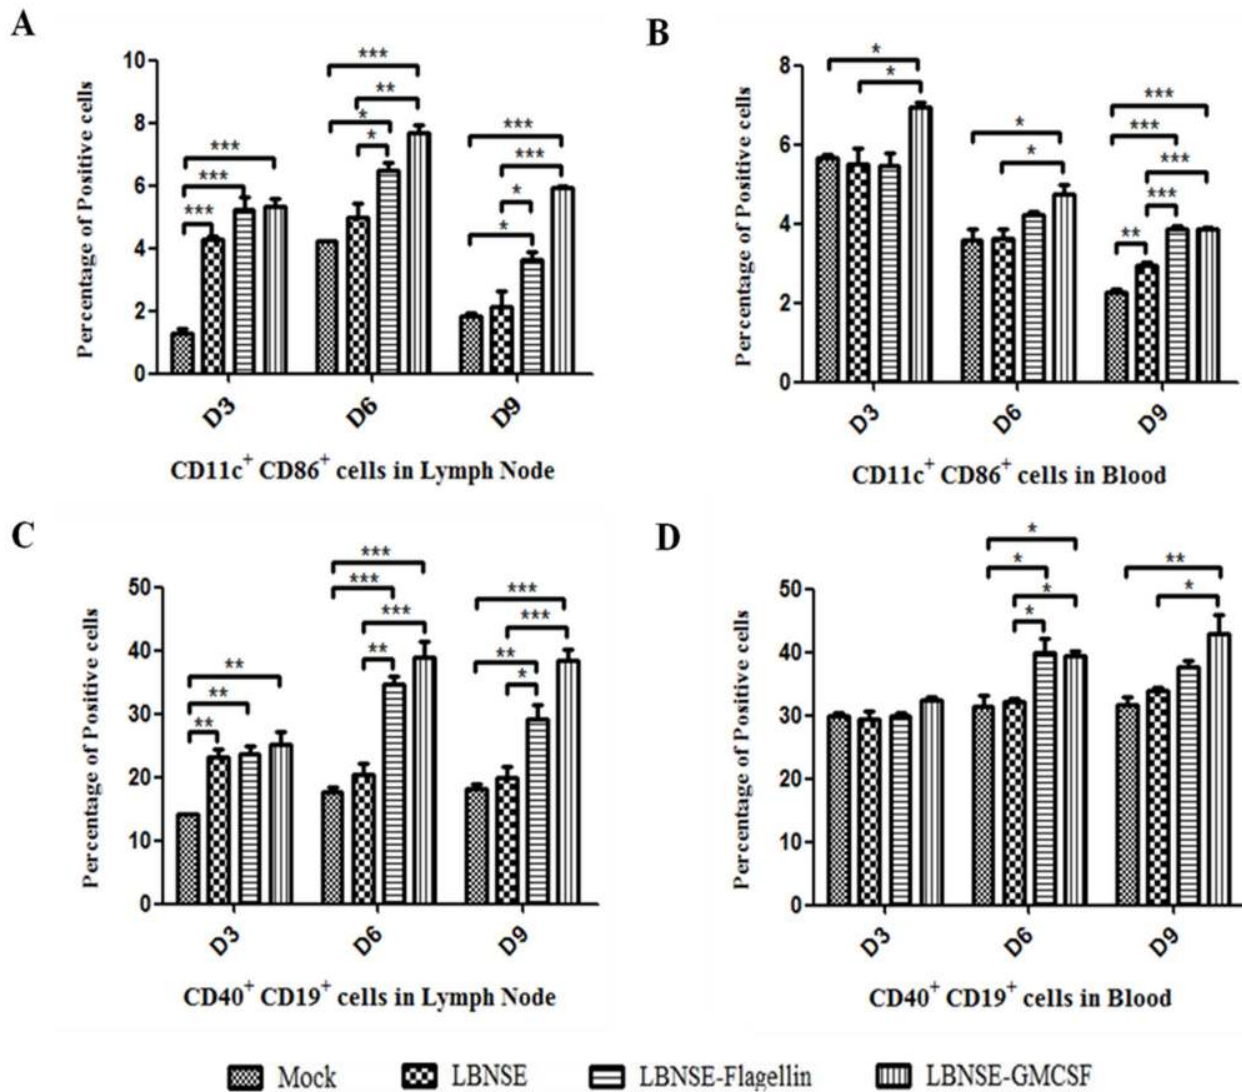 A
Percentage of Positive cells
10
8
6
4
2
0
***
***
***
***
**
*
*
***
***
*
*
D3
D6
D9
CD11c+ CD86+ cells in Lymph Node
B
Percentage of Positive cells
8
6
4
2
0
*
*
*
*
***
***
***
***
**
D3
D6
D9
CD11c+ CD86+ cells in Blood
C
Percentage of Positive cells
50
40
30
20
10
0
**
**
**
***
***
***
**
***
***
**
*
D3
D6
D9
CD40+ CD19+ cells in Lymph Node
D
Percentage of Positive cells
50
40
30
20
10
0
*
*
*
*
**
*
D3
D6
D9
CD40+ CD19+ cells in Blood
Mock LBNSE LBNSE-Flagellin LBNSE-GMCSF